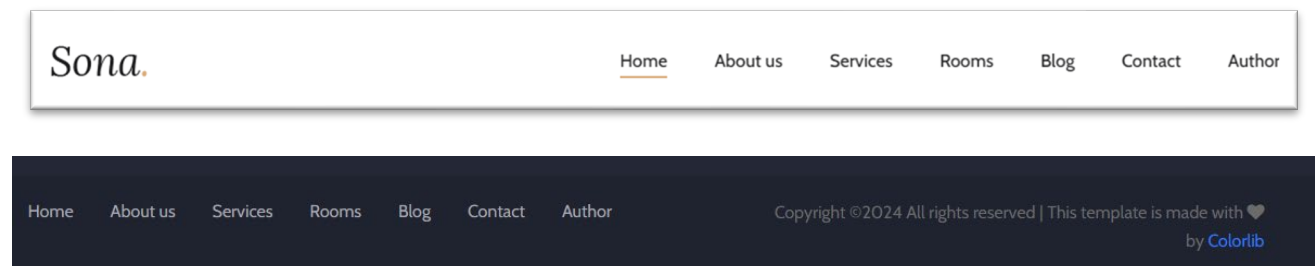 Sona.
Home About us Services Rooms Blog Contact Author
Home About us Services Rooms Blog Contact Author
Copyright ©2024 All rights reserved | This template is made with ♥
by Colorlib